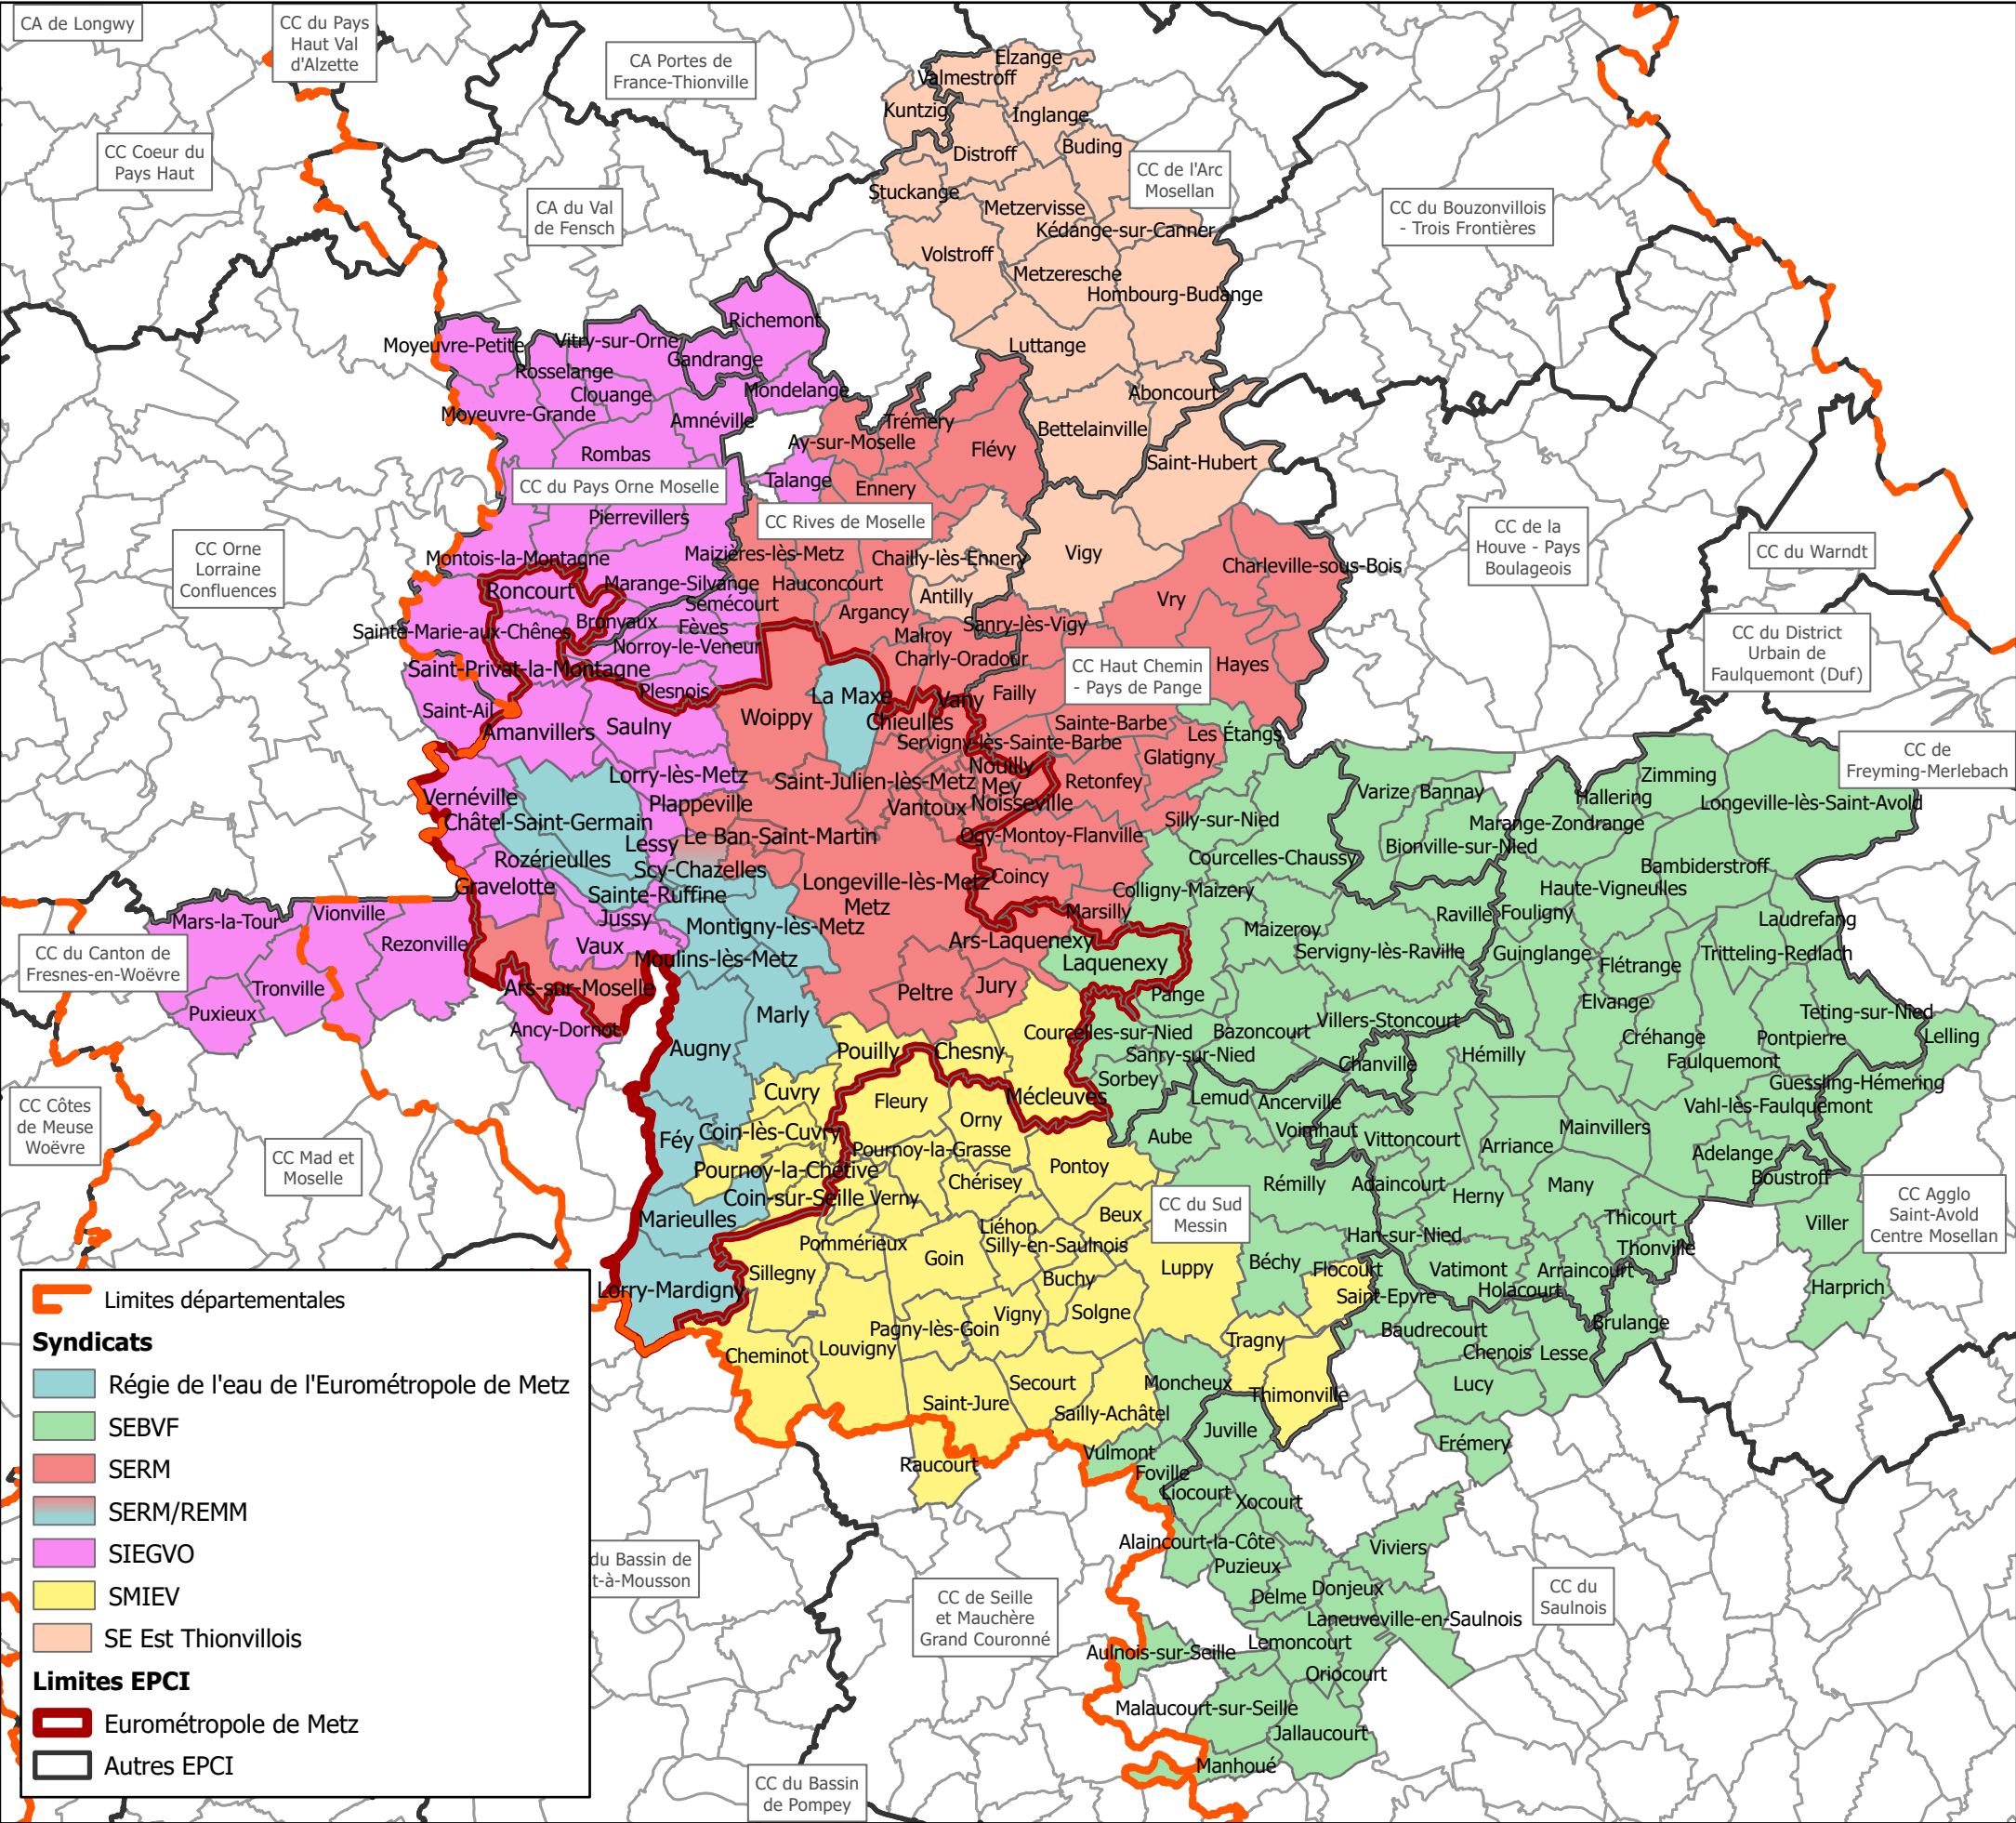 CA de Longwy
CC du Pays
Haut Val
d'Alzette
CA Portes de
France-Thionville
CC Coeur du
Pays Haut
CA du Val
de Fensch
CC de l'Arc
Mosellan
CC du Bouzonvillois
- Trois Frontières
Elzange
Valmestroff
Kuntzig
Inglange
Distroff
Buding
Stuckange
Metzervisse
Kédange-sur-Canner
Volstroff
Metzeresche
Hombourg-Budange
Luttange
Aboncourt
Bettelainville
Saint-Hubert
Vigy
Chailly-lès-Ennery
Antilly
Richemont
Moyeuvre-Petite
Vitry-sur-Orne
Gandrange
Rosselange
Clouange
Mondelange
Moyeuvre-Grande
Amnéville
Rombas
CC du Pays Orne Moselle
Talange
Pierrevillers
Montois-la-Montagne
Marange-Silvange
Roncourt
Semécourt
Bronvaux
Fèves
Sainte-Marie-aux-Chênes
Norroy-le-Veneur
Saint-Privat-la-Montagne
Plesnois
Saint-Ail
Amanvillers
Saulny
Lorry-lès-Metz
Vernéville
Plappeville
Châtel-Saint-Germain
Lessy
Le Ban-Saint-Martin
Rozérieulles
Scy-Chazelles
Gravelotte
Sainte-Ruffine
Jussy
Vaux
Montigny-lès-Metz
Moulins-lès-Metz
Ars-sur-Moselle
Ancy-Dornot
Mars-la-Tour
Vionville
Rezonville
Tronville
Puxieux
CC Orne
Lorraine
Confluences
CC du Canton de
Fresnes-en-Woëvre
CC Côtes
de Meuse
Woëvre
CC Mad et
Moselle
Trémery
Ay-sur-Moselle
Flévy
Ennery
CC Rives de Moselle
Maizières-lès-Metz
Hauconcourt
Argancy
Malroy
Sanry-lès-Vigy
Charly-Oradour
Charleville-sous-Bois
Vry
Hayes
CC Haut Chemin
- Pays de Pange
Failly
Vany
Chieulles
La Maxe
Woippy
Sainte-Barbe
Servigny-lès-Sainte-Barbe
Les Étangs
Glatigny
Nouilly
Mey
Retonfey
Saint-Julien-lès-Metz
Vantoux
Noisseville
Ogy-Montoy-Flanville
Silly-sur-Nied
Courcelles-Chaussy
Longeville-lès-Metz
Metz
Coincy
Colligny-Maizery
Marsilly
Ars-Laquenexy
Laquenexy
Peltre
Jury
Marly
Augny
Pouilly
Chesny
Courcelles-sur-Nied
Mécleuves
Cuvry
Féy
Coin-lès-Cuvry
Pournoy-la-Chétive
Coin-sur-Seille
Marieulles
Lorry-Mardigny
Fleury
Orny
Pournoy-la-Grasse
Chérisey
Pontoy
Verny
Liéhon
Beux
Silly-en-Saulnois
Pommérieux
Goin
Sillegny
Buchy
Luppy
Vigny
Solgne
Pagny-lès-Goin
Louvigny
Cheminot
Secourt
Saint-Jure
Sailly-Achâtel
Raucourt
Tragny
Thimonville
Flocourt
CC du Sud
Messin
CC de la
Houve - Pays
Boulageois
CC du Warndt
CC du District
Urbain de
Faulquemont (Duf)
CC de
Freyming-Merlebach
Varize
Bannay
Zimming
Hallering
Longeville-lès-Saint-Avold
Marange-Zondrange
Bionville-sur-Nied
Bambiderstroff
Haute-Vigneulles
Raville
Fouligny
Laudrefang
Maizeroy
Servigny-lès-Raville
Guinglange
Flétrange
Tritteling-Redlach
Pange
Elvange
Teting-sur-Nied
Bazoncourt
Villers-Stoncourt
Créhange
Pontpierre
Lelling
Sanry-sur-Nied
Chanville
Hémilly
Faulquemont
Sorbey
Guessling-Hémering
Lemud
Ancerville
Vahl-lès-Faulquemont
Aube
Voimhaut
Vittoncourt
Arriance
Mainvillers
Adelange
Boustroff
Rémilly
Adaincourt
Herny
Many
Han-sur-Nied
Thicourt
Thonville
Viller
Béchy
Vatimont
Arraincourt
Holacourt
Harprich
Saint-Epvre
Brulange
Baudrecourt
Chenois
Lesse
Lucy
Moncheux
Juville
Frémery
Vulmont
Foville
Liocourt
Xocourt
Alaincourt-la-Côte
Puzieux
Viviers
Delme
Donjeux
Laneuveville-en-Saulnois
Lemoncourt
Aulnois-sur-Seille
Oriocourt
Malaucourt-sur-Seille
Jallaucourt
Manhoué
CC Agglo
Saint-Avold
Centre Mosellan
CC du
Saulnois
CC de Seille
et Mauchère
Grand Couronné
du Bassin de
t-à-Mousson
CC du Bassin
de Pompey
Limites départementales
Syndicats
Régie de l'eau de l'Eurométropole de Metz
SEBVF
SERM
SERM/REMM
SIEGVO
SMIEV
SE Est Thionvillois
Limites EPCI
Eurométropole de Metz
Autres EPCI